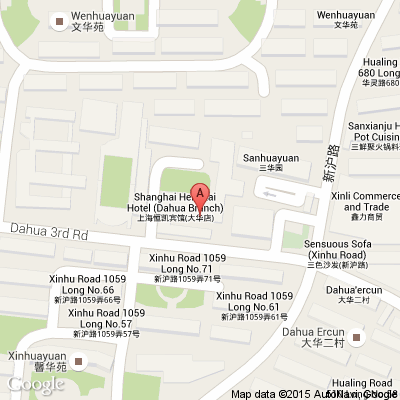 Wenhuayuan
文华苑
Wenhuayuan
文华苑
Hualing
680 Long
华灵路680
Sanxianju H
Pot Cuisin
三鲜聚火锅料
新沪路
Sanhuayuan
三华园
A
Shanghai He
ai
Hotel (Dahua Branch)
上海恒凯宾馆(大华店)
Xinli Commerce
and Trade
鑫力商贸
Dahua 3rd Rd
Sensuous Sofa
(Xinhu Road)
三色沙发(新沪路)
Xinhu Road 1059
Long No.71
新沪路1059弄71号
Xinhu Road 1059
Long No.66
新沪路1059弄66号
Xinhu Road 1059
Long No.61
新沪路1059弄61号
Dahua'ercun
大华二村
Xinhu Road 1059
Long No.57
新沪路1059弄57号
Dahua Ercun
大华二村
Xinhuayuan
馨华苑
Hualing Road
Google
Map data ©2015 AutoNavi, Google